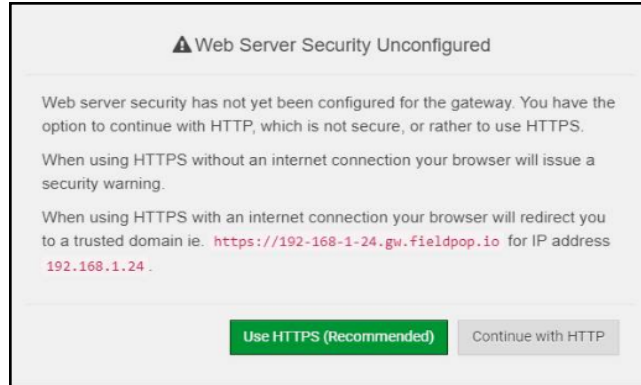 Web Server Security Unconfigured
Web server security has not yet been configured for the gateway. You have the
option to continue with HTTP, which is not secure, or rather to use HTTPS.
When using HTTPS without an internet connection your browser will issue a
security warning.
When using HTTPS with an internet connection your browser will redirect you
to a trusted domain ie. https://192-168-1-24.gw.fieldpop.io for IP address
192.168.1.24 .
Use HTTPS (Recommended) Continue with HTTP